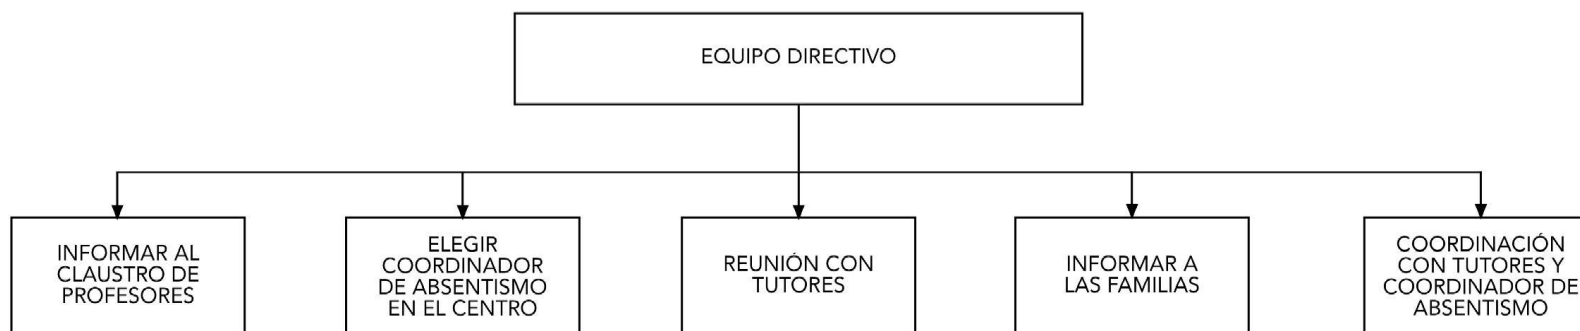 EQUIPO DIRECTIVO
INFORMAR AL
CLAUSTRO DE
PROFESORES
ELEGIR
COORDINADOR
DE ABSENTISMO
EN EL CENTRO
REUNIÓN CON
TUTORES
INFORMAR A
LAS FAMILIAS
COORDINACIÓN
CON TUTORES Y
COORDINADOR DE
ABSENTISMO